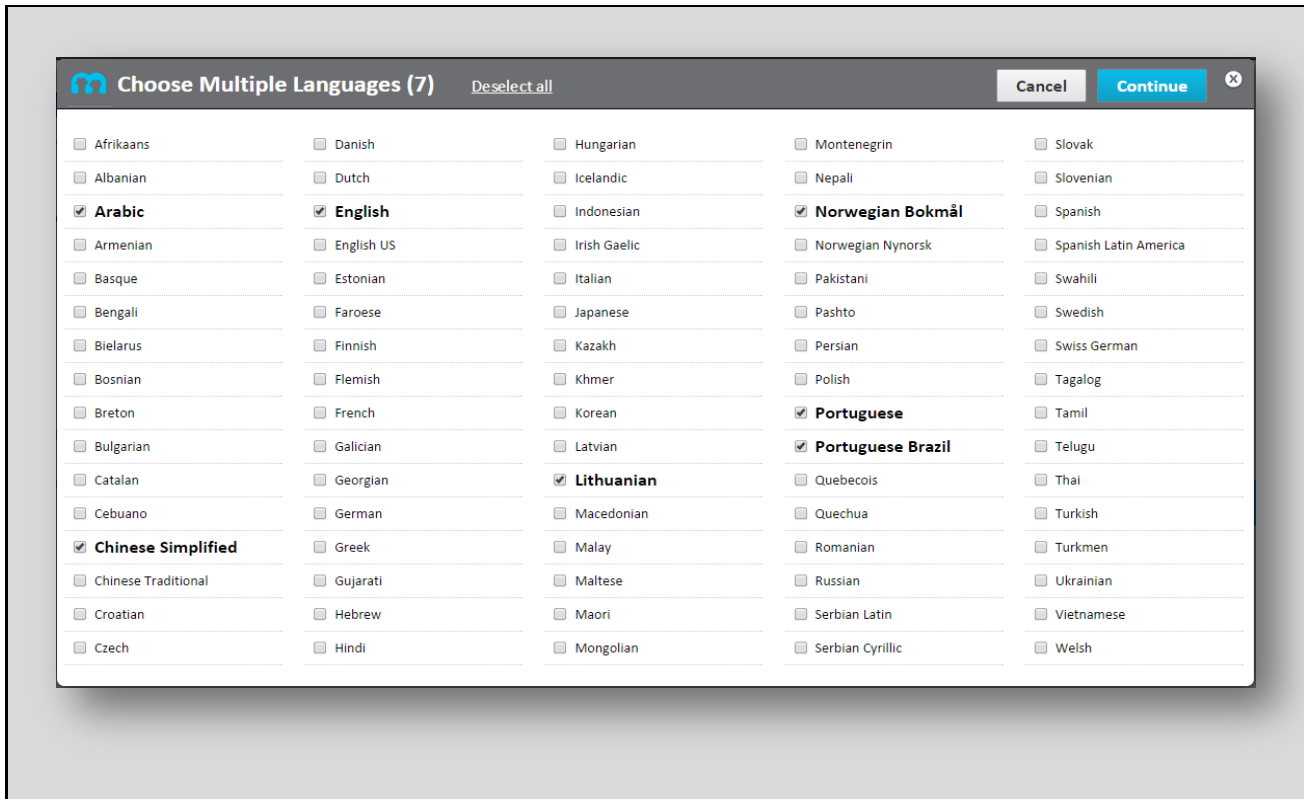 Choose Multiple Languages (7) Deselect all Cancel Continue
Afrikaans Danish Hungarian Montenegrin Slovak
Albanian Dutch Icelandic Nepali Slovenian
Arabic English Indonesian Norwegian Bokmål Spanish
Armenian English US Irish Gaelic Norwegian Nynorsk Spanish Latin America
Basque Estonian Italian Pakistani Swahili
Bengali Faroese Japanese Pashto Swedish
Bielarus Finnish Kazakh Persian Swiss German
Bosnian Flemish Khmer Polish Tagalog
Breton French Korean Portuguese Tamil
Bulgarian Galician Latvian Portuguese Brazil Telugu
Catalan Georgian Lithuanian Quebecois Thai
Cebuano German Macedonian Quechua Turkish
Chinese Simplified Greek Malay Romanian Turkmen
Chinese Traditional Gujarati Maltese Russian Ukrainian
Croatian Hebrew Maori Serbian Latin Vietnamese
Czech Hindi Mongolian Serbian Cyrillic Welsh